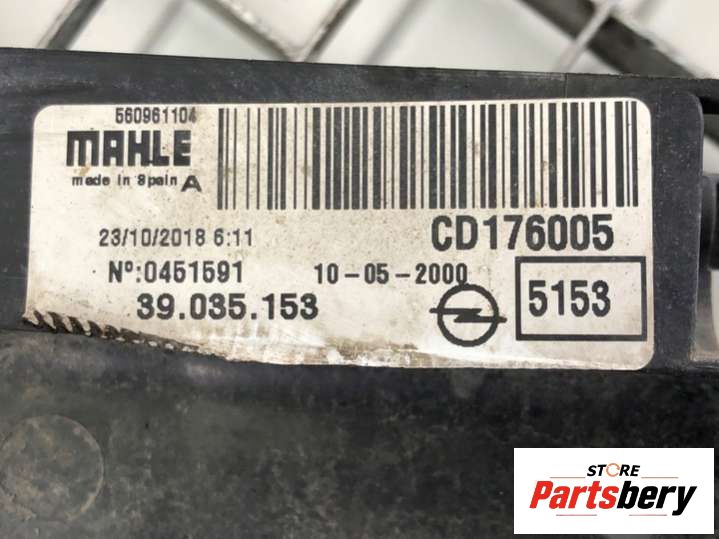 560961104
MAHLE
made in Spain A
23/10/2018 6:11
CD176005
Nº:0451591
10-05-2000
39.035.153
5153
STORE
Partsbery